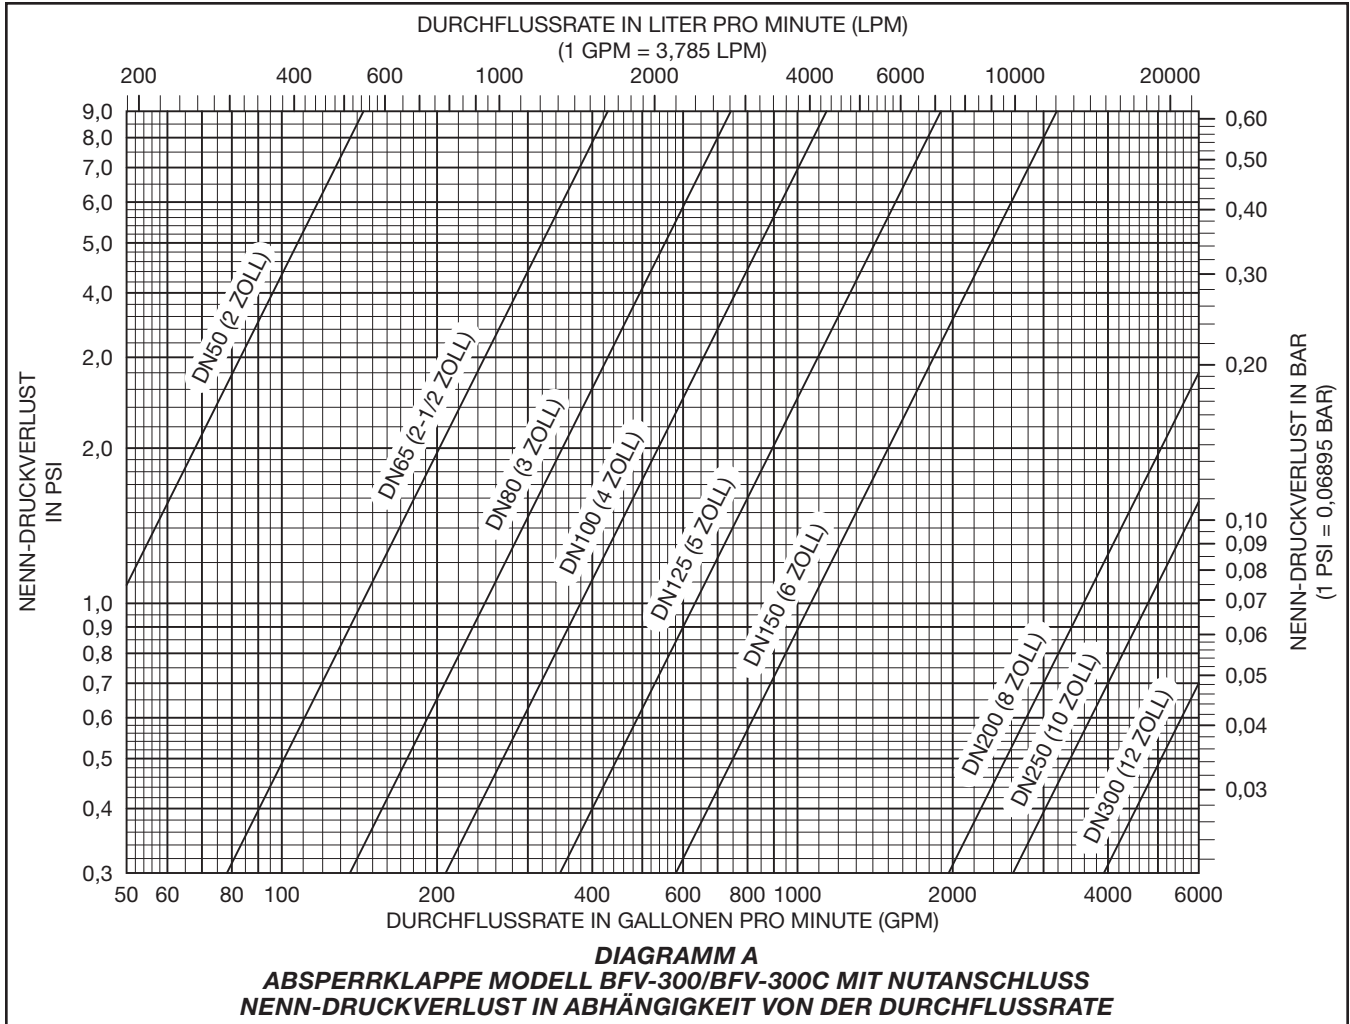 DURCHFLUSSRATE IN LITER PRO MINUTE (LPM)
(1 GPM = 3,785 LPM)
200 400 600 1000 2000 4000 6000 10000 20000
9,0
8,0
7,0
6,0
5,0
4,0
2,0
2,0
1,0
0,9
0,8
0,7
0,6
0,5
0,4
0,3
NENN-DRUCKVERLUST
IN PSI
DN50 (2 ZOLL)
DN65 (2-1/2 ZOLL)
DN80 (3 ZOLL)
DN100 (4 ZOLL)
DN125 (5 ZOLL)
DN150 (6 ZOLL)
DN200 (8 ZOLL)
DN250 (10 ZOLL)
DN300 (12 ZOLL)
0,60
0,50
0,40
0,30
0,20
0,10
0,09
0,08
0,07
0,06
0,05
0,04
0,03
NENN-DRUCKVERLUST IN BAR
(1 PSI = 0,06895 BAR)
50 60 80 100 200 400 600 800 1000 2000 4000 6000
DURCHFLUSSRATE IN GALLONEN PRO MINUTE (GPM)
DIAGRAMM A
ABSPERRKLAPPE MODELL BFV-300/BFV-300C MIT NUTANSCHLUSS
NENN-DRUCKVERLUST IN ABHÄNGIGKEIT VON DER DURCHFLUSSRATE